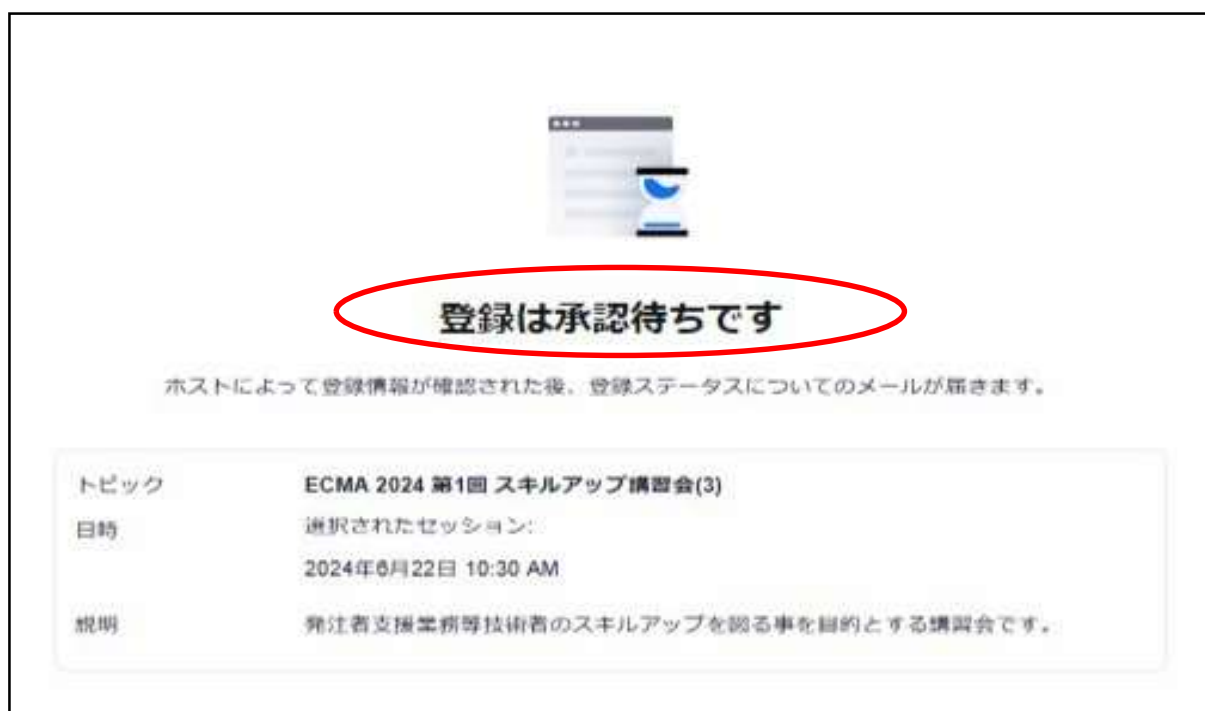 登録は承認待ちです
ホストによって登録情報が確認された後、登録ステータスについてのメールが届きます。
トピック ECMA 2024 第1回 スキルアップ講習会(3)
日時 選択されたセッション:
2024年6月22日 10:30 AM
説明 発注者支援業務等技術者のスキルアップを図る事を目的とする講習会です。